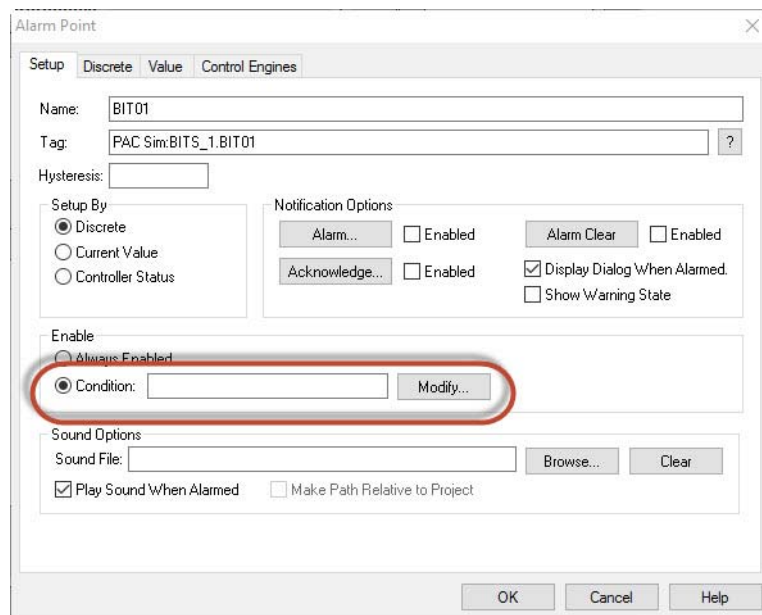 Alarm Point
Setup Discrete Value Control Engines
Name: BIT01
Tag: PAC Sim:BITS_1.BIT01 ?
Hysteresis:
Setup By Notification Options
Discrete Alarm... Enabled Alarm Clear Enabled
Current Value
Controller Status Acknowledge... Enabled Display Dialog When Alarmed.
Show Warning State
Enable
Always Enabled
Condition: Modify...
Sound Options
Sound File: Browse... Clear
Play Sound When Alarmed Make Path Relative to Project
OK Cancel Help